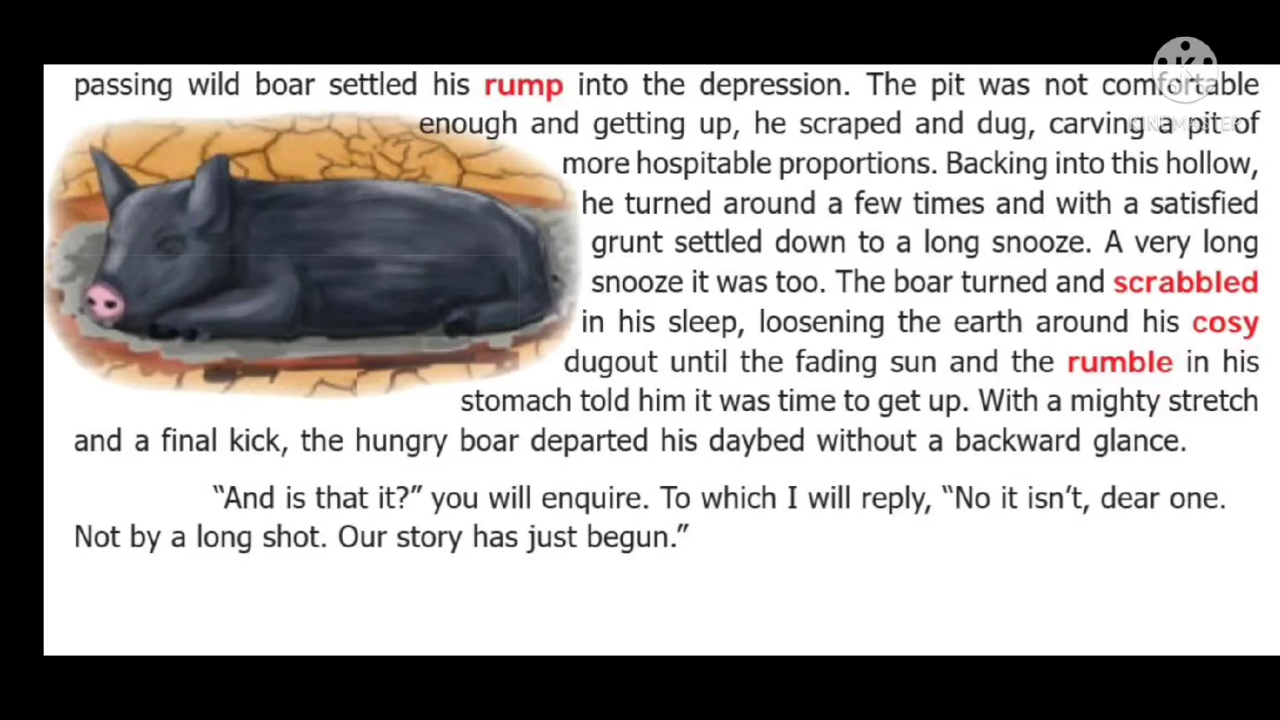 passing wild boar settled his rump into the depression. The pit was not comfortable
enough and getting up, he scraped and dug, carving a pit of
more hospitable proportions. Backing into this hollow,
he turned around a few times and with a satisfied
grunt settled down to a long snooze. A very long
snooze it was too. The boar turned and scrabbled
in his sleep, loosening the earth around his cosy
dugout until the fading sun and the rumble in his
stomach told him it was time to get up. With a mighty stretch
and a final kick, the hungry boar departed his daybed without a backward glance.
“And is that it?” you will enquire. To which I will reply, “No it isn’t, dear one.
Not by a long shot. Our story has just begun.”
K
KINEMASTER